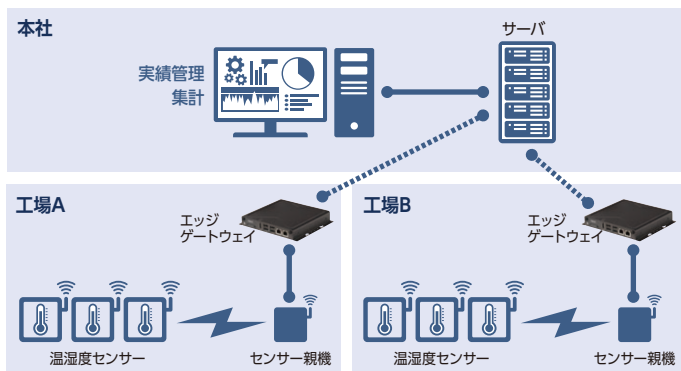 本社
サーバ
実績管理
集計
工場A
エッジ
ゲートウェイ
温湿度センサー
センサー親機
工場B
エッジ
ゲートウェイ
温湿度センサー
センサー親機